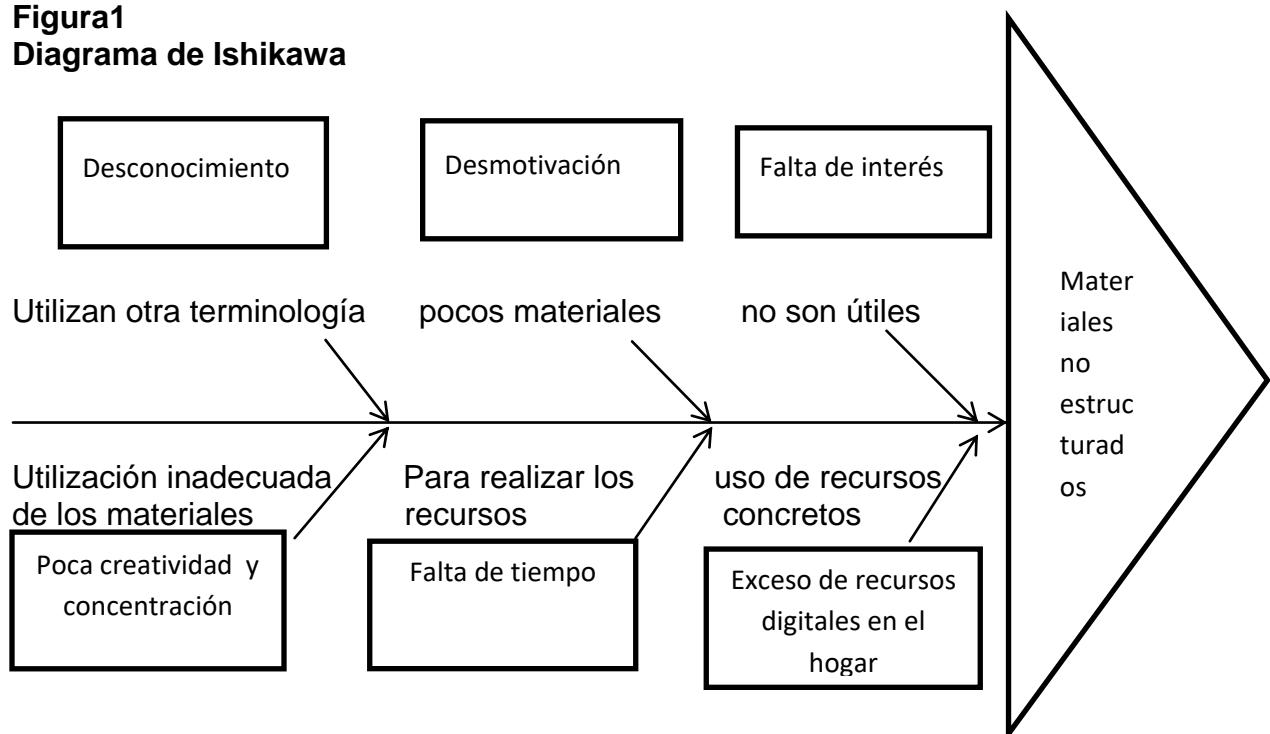 Figura1
Diagrama de Ishikawa
Desconocimiento
Desmotivación
Falta de interés
Utilizan otra terminología
pocos materiales
no son útiles
Mater
iales
no
estruc
turad
os
Utilización inadecuada
de los materiales
Para realizar los
recursos
uso de recursos
concretos
Poca creatividad y
concentración
Falta de tiempo
Exceso de recursos
digitales en el
hogar